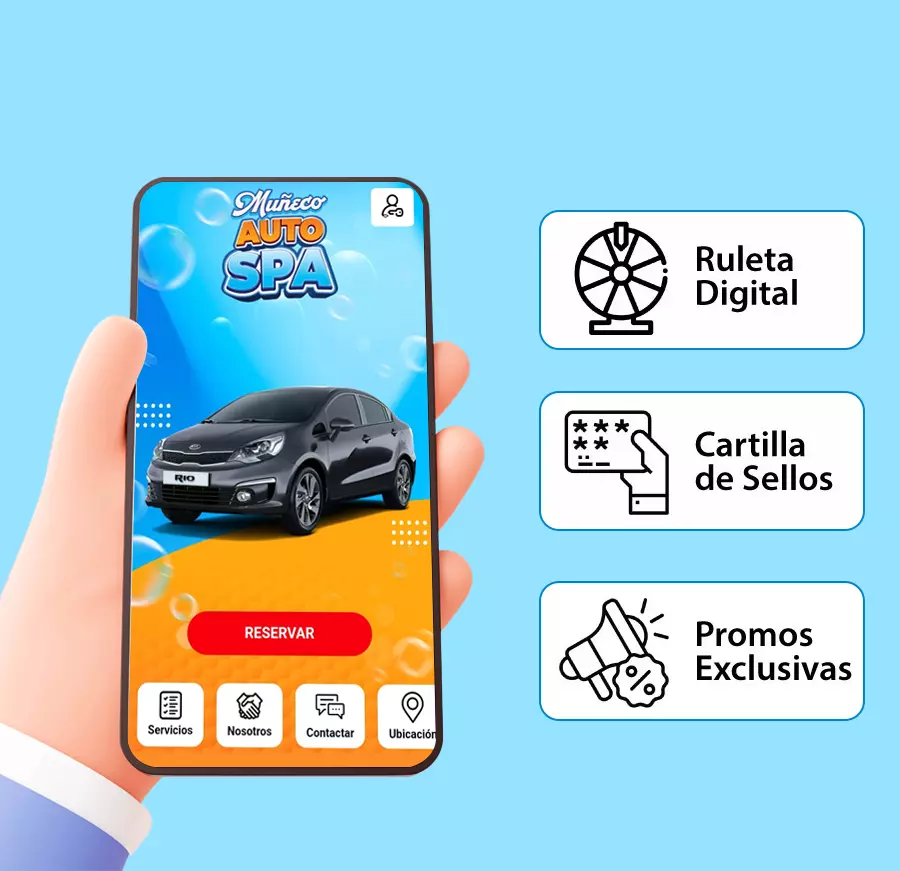 Muñeco
AUTO
SPA
RIO
RESERVAR
Servicios
Nosotros
Contactar
Ubicación
Ruleta
Digital
Cartilla
de Sellos
Promos
Exclusivas